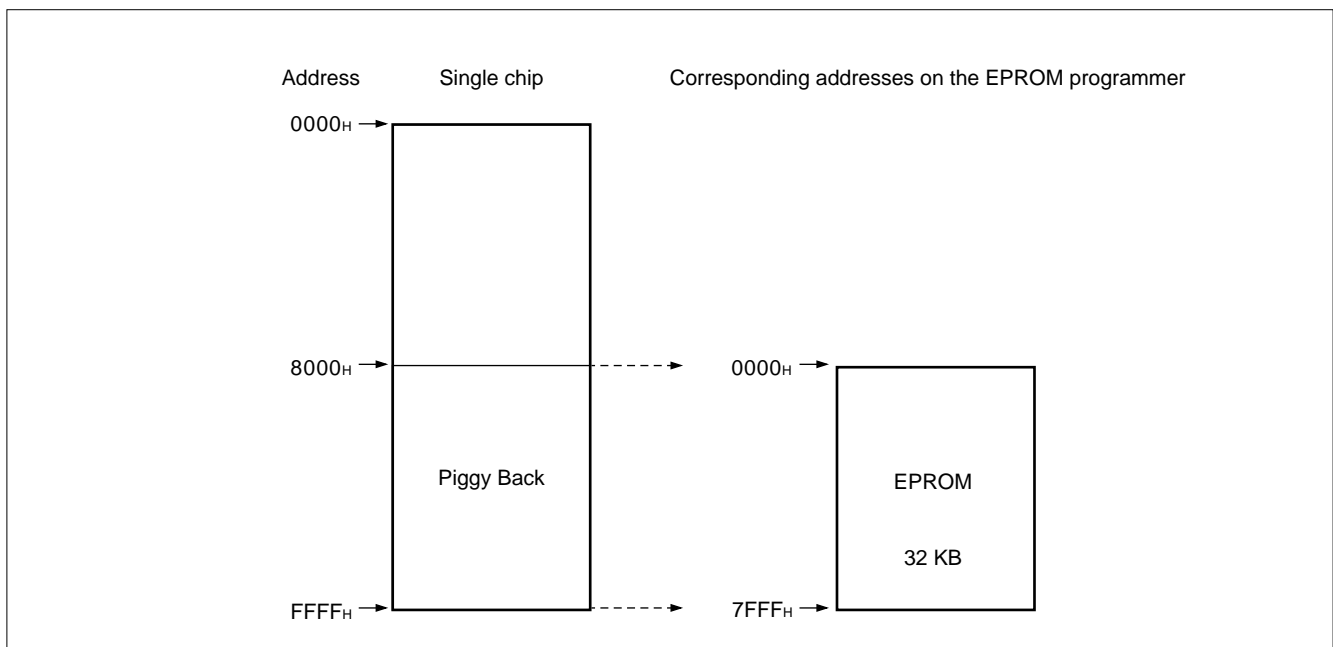 Address Single chip Corresponding addresses on the EPROM programmer
0000H
8000H 0000H
Piggy Back EPROM
32 KB
FFFFH 7FFFH